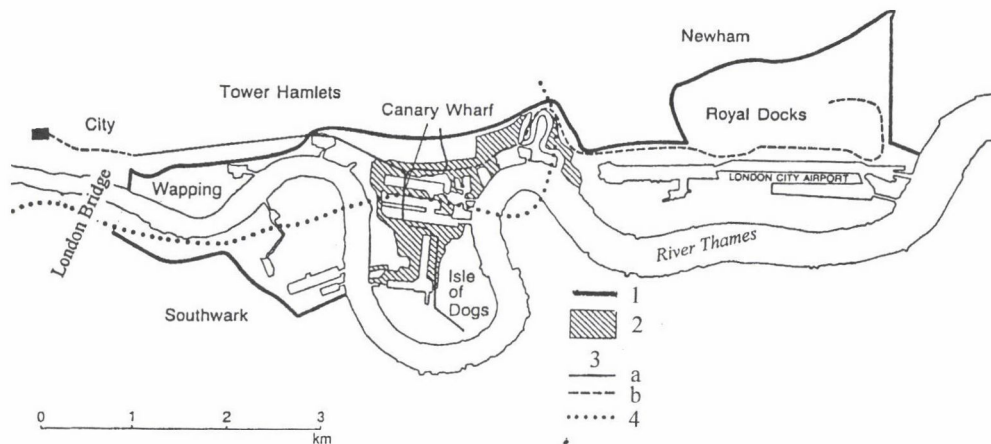 Newham
Tower Hamlets
Canary Wharf
City
Royal Docks
Wapping
LONDON CITY AIRPORT
London Bridge
River Thames
Isle
of
Dogs
Southwark
1
2
3
a
b
4
0 1 2 3
km